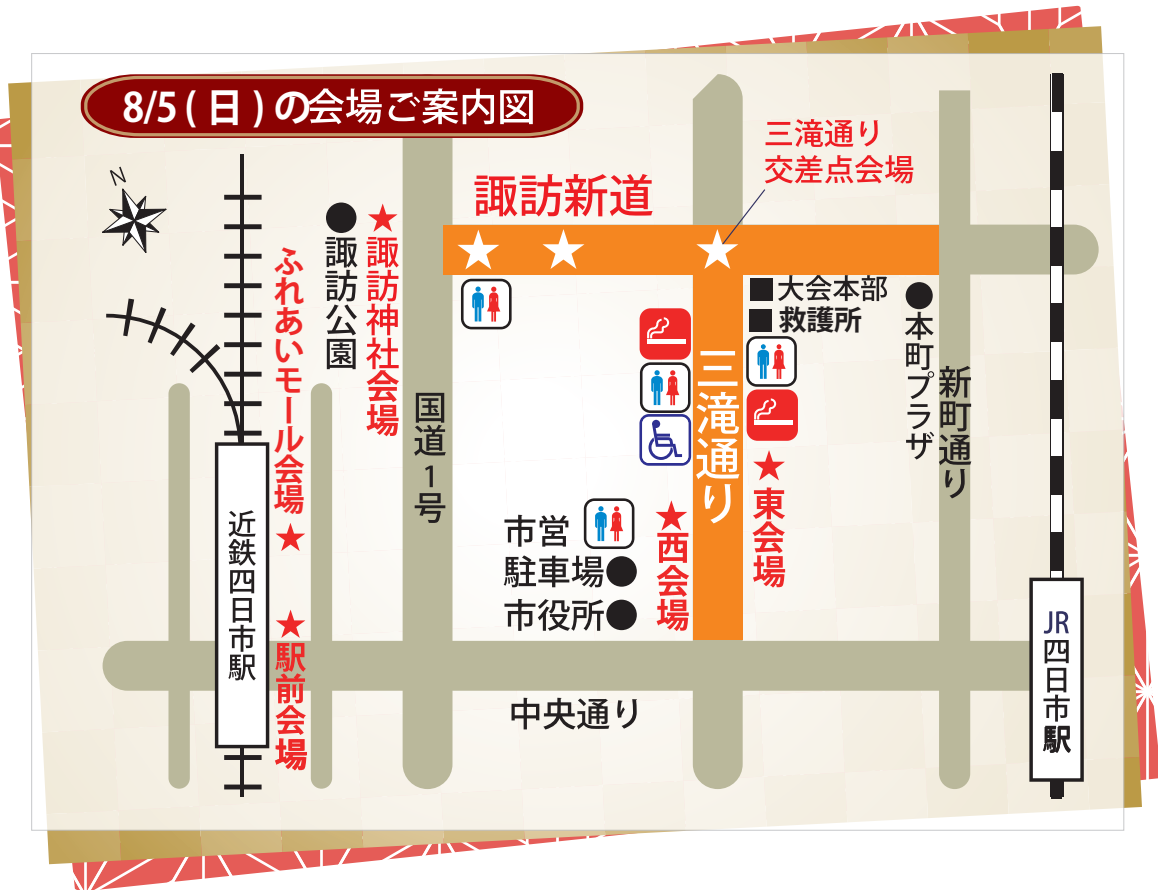 8/5 ( 日 ) の会場ご案内図
N
三滝通り
交差点会場
諏訪新道
諏訪公園
諏訪神社会場
ふれあいモール会場
国道1号
大会本部
救護所
本町プラザ
新町通り
三滝通り
東会場
西会場
市営
駐車場
市役所
近鉄四日市駅
駅前会場
中央通り
JR四日市駅